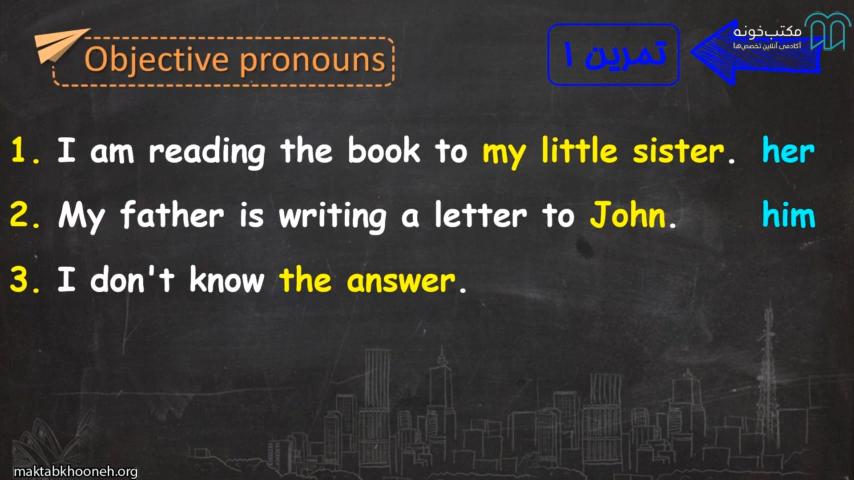 Objective pronouns
تمرین ۱
مکتب‌خونه
آکادمی آنلاین تخصص‌ها
1. I am reading the book to my little sister. her
2. My father is writing a letter to John. him
3. I don't know the answer.
maktabkhooneh.org